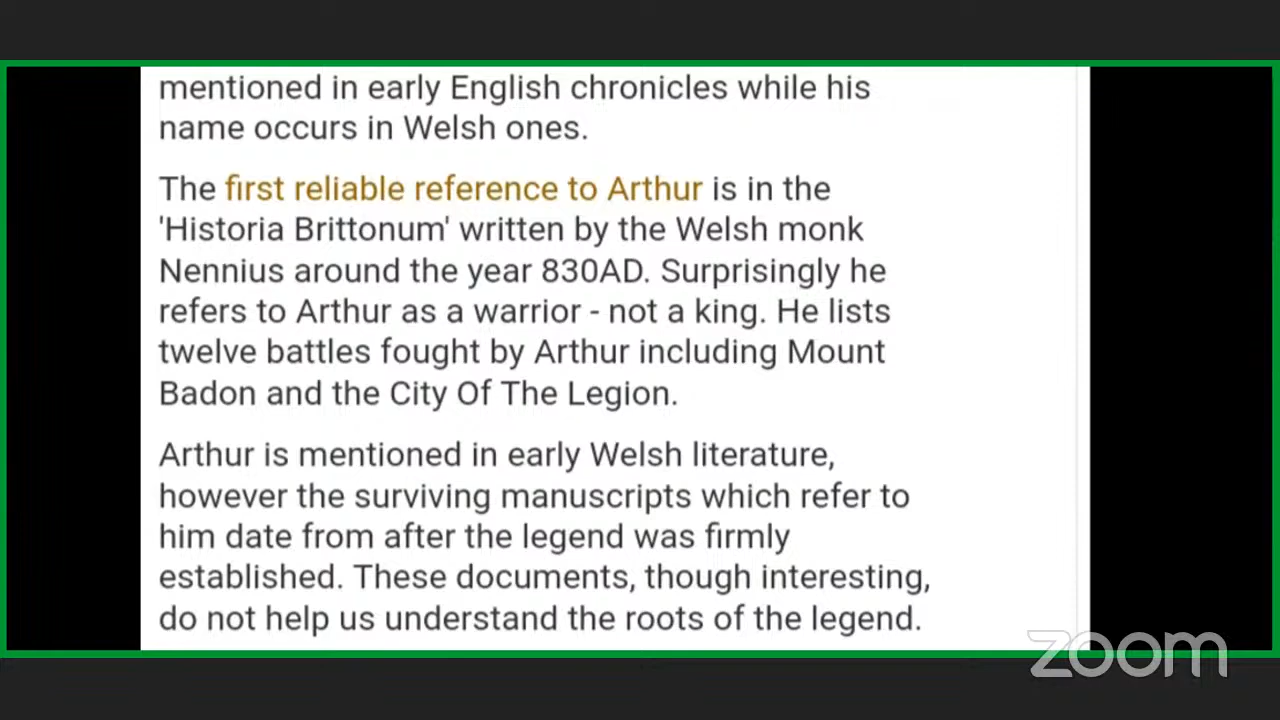 mentioned in early English chronicles while his
name occurs in Welsh ones.
The first reliable reference to Arthur is in the
'Historia Brittonum' written by the Welsh monk
Nennius around the year 830AD. Surprisingly he
refers to Arthur as a warrior - not a king. He lists
twelve battles fought by Arthur including Mount
Badon and the City Of The Legion.
Arthur is mentioned in early Welsh literature,
however the surviving manuscripts which refer to
him date from after the legend was firmly
established. These documents, though interesting,
do not help us understand the roots of the legend.
zoom